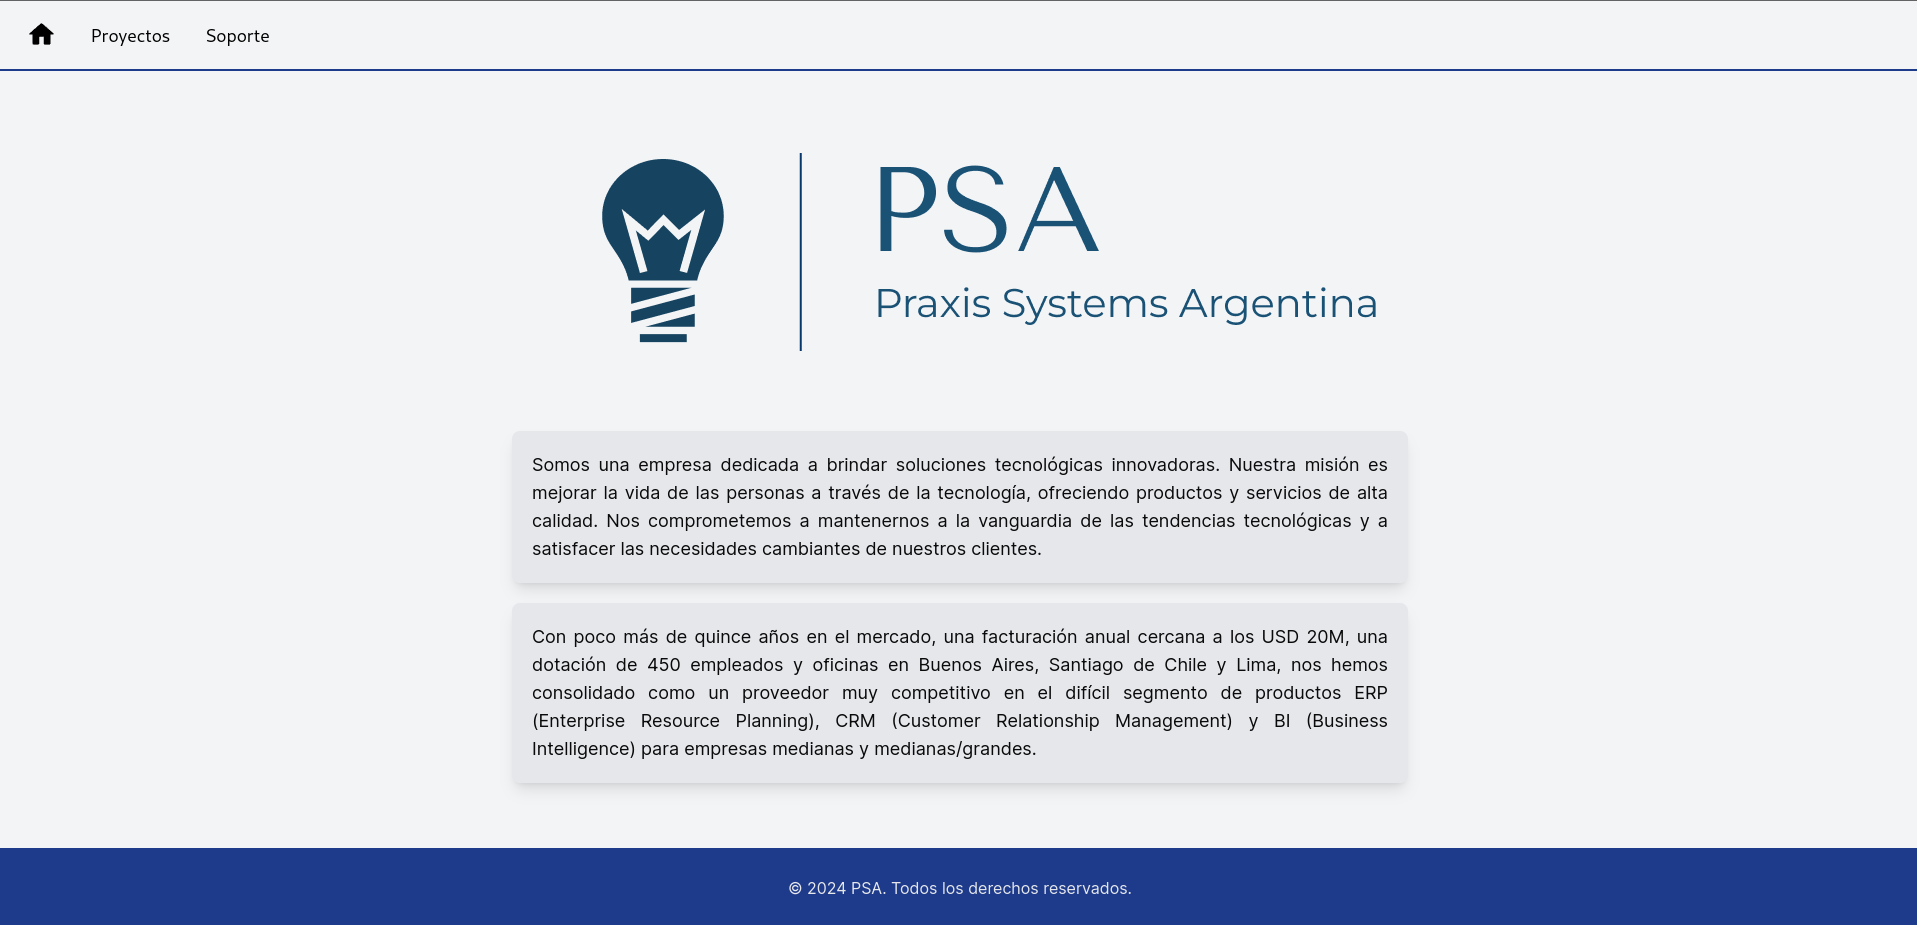 Proyectos
Soporte
PSA
Praxis Systems Argentina
Somos una empresa dedicada a brindar soluciones tecnológicas innovadoras. Nuestra misión es
mejorar la vida de las personas a través de la tecnología, ofreciendo productos y servicios de alta
calidad. Nos comprometemos a mantenernos a la vanguardia de las tendencias tecnológicas y a
satisfacer las necesidades cambiantes de nuestros clientes.
Con poco más de quince años en el mercado, una facturación anual cercana a los USD 20M, una
dotación de 450 empleados y oficinas en Buenos Aires, Santiago de Chile y Lima, nos hemos
consolidado como un proveedor muy competitivo en el difícil segmento de productos ERP
(Enterprise Resource Planning), CRM (Customer Relationship Management) y BI (Business
Intelligence) para empresas medianas y medianas/grandes.
© 2024 PSA. Todos los derechos reservados.